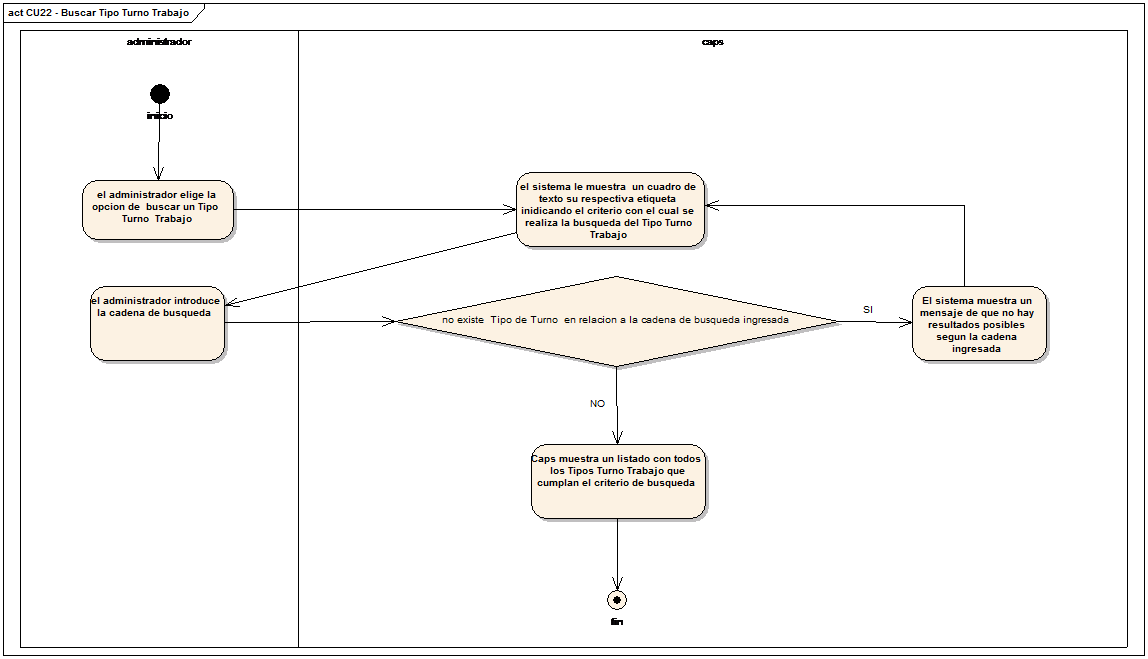 act CU22 - Buscar Tipo Turno Trabajo
administrador
caps
inicio
el administrador elige la
opcion de buscar un Tipo
Turno Trabajo
el sistema le muestra un cuadro de
texto su respectiva etiqueta
inidicando el criterio con el cual se
realiza la busqueda del Tipo Turno
Trabajo
el administrador introduce
la cadena de busqueda
no existe Tipo de Turno en relacion a la cadena de busqueda ingresada
SI
El sistema muestra un
mensaje de que no hay
resultados posibles
segun la cadena
ingresada
NO
Caps muestra un listado con todos
los Tipos Turno Trabajo que
cumplan el criterio de busqueda
fin